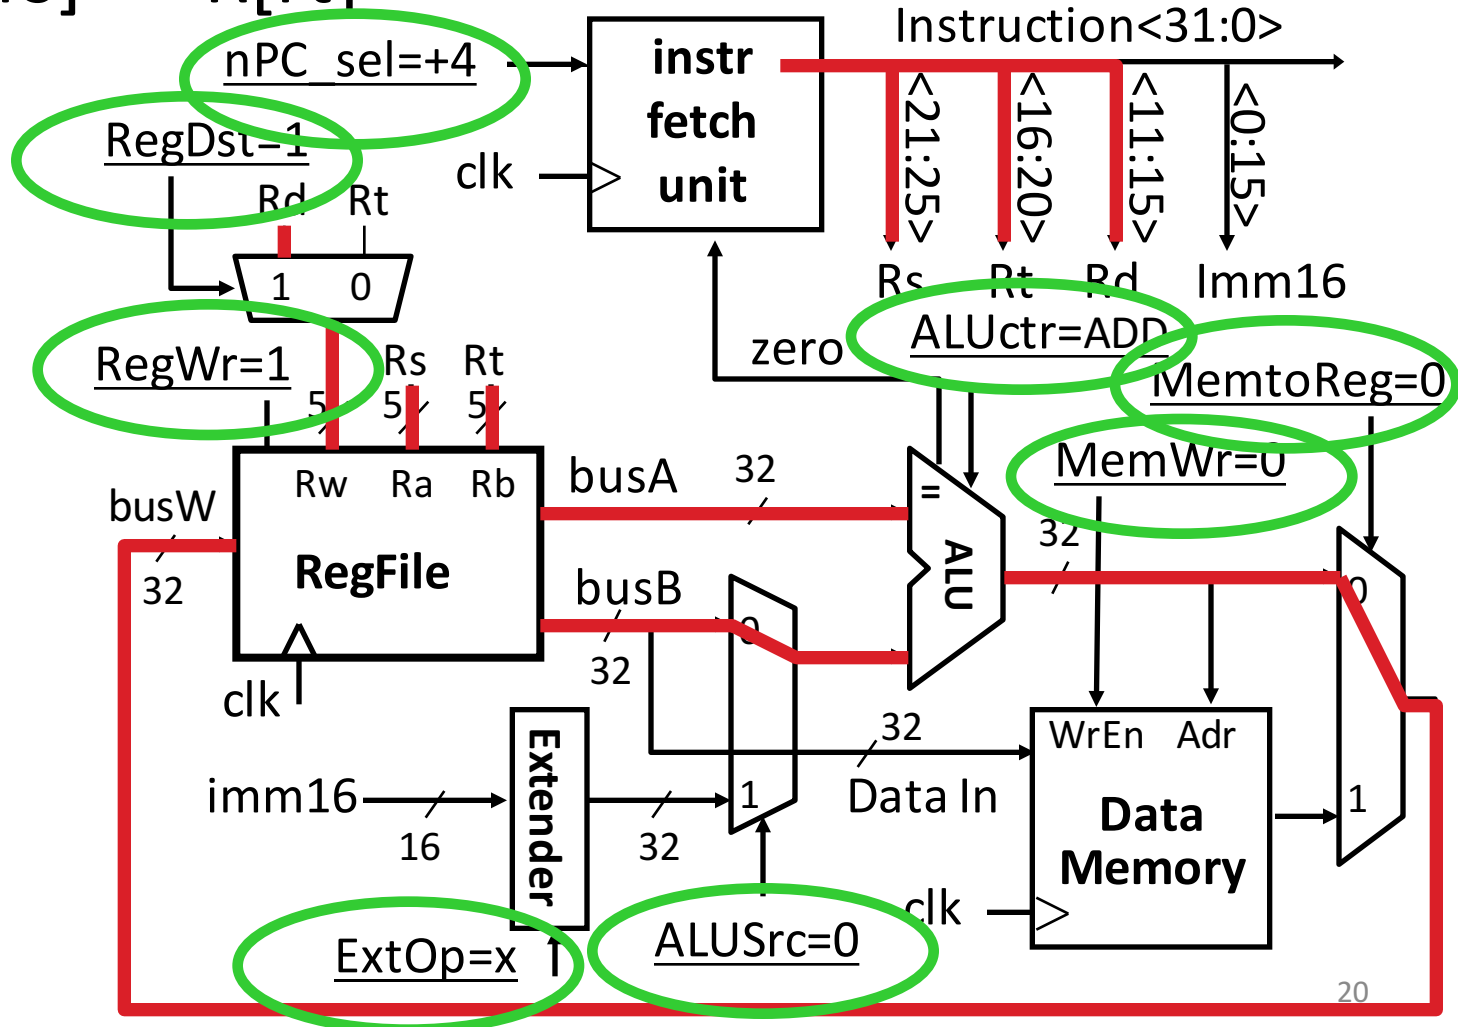 R[rt]
Instruction<31:0>
nPC_sel=+4
instr
fetch
unit
<21:25>
<16:20>
<11:15>
<0:15>
RegDst=1
clk
Rd Rt
1 0
Rs Rt Rd Imm16
ALUctr=ADD
zero
RegWr=1
Rs Rt
MemtoReg=0
5 5 5
MemWr=0
Rw Ra Rb
busA 32
=
busW
32
32
RegFile
ALU
busB
0
0
32
clk
32
WrEn Adr
Extender
imm16
16
32
1
Data In
Data
Memory
1
clk
ExtOp=x
ALUSrc=0
20